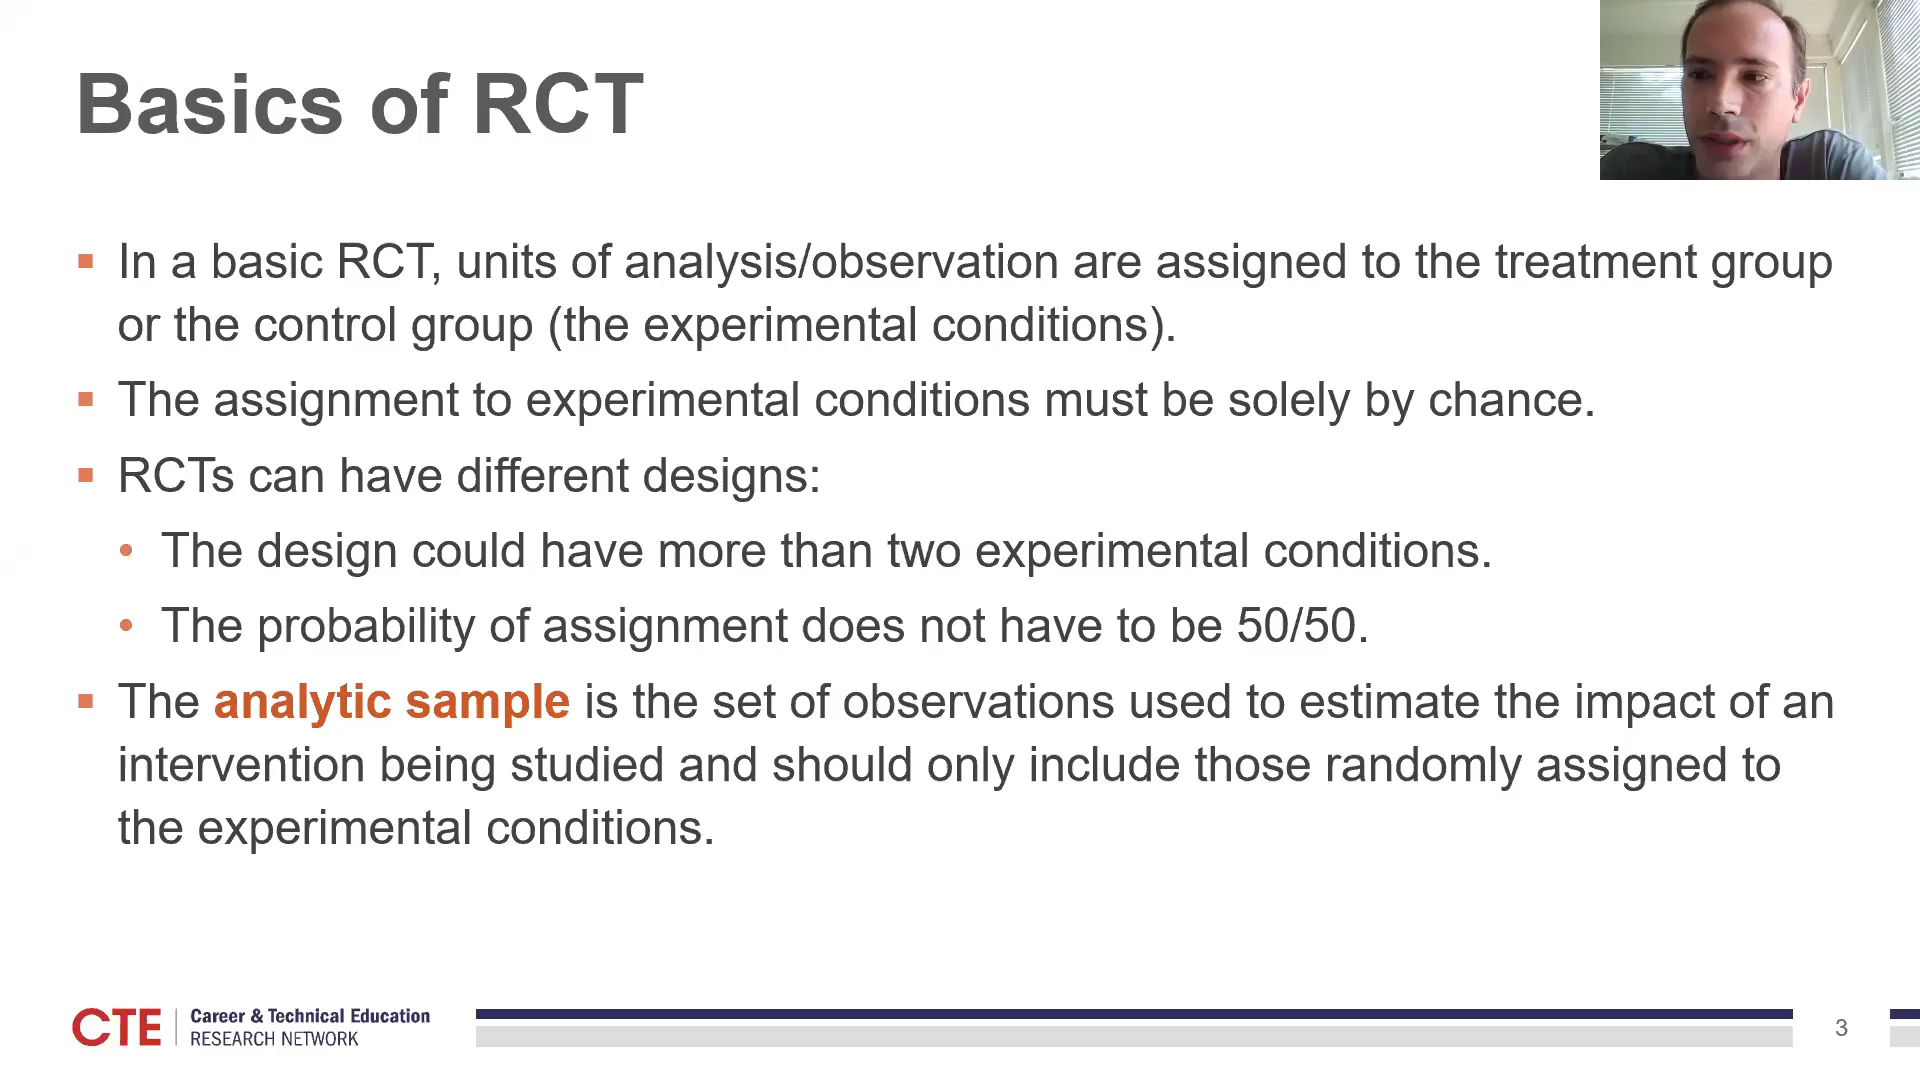 Basics of RCT
▪ In a basic RCT, units of analysis/observation are assigned to the treatment group
or the control group (the experimental conditions).
▪ The assignment to experimental conditions must be solely by chance.
▪ RCTs can have different designs:
• The design could have more than two experimental conditions.
• The probability of assignment does not have to be 50/50.
▪ The analytic sample is the set of observations used to estimate the impact of an
intervention being studied and should only include those randomly assigned to
the experimental conditions.
CTE | Career & Technical Education
RESEARCH NETWORK
3